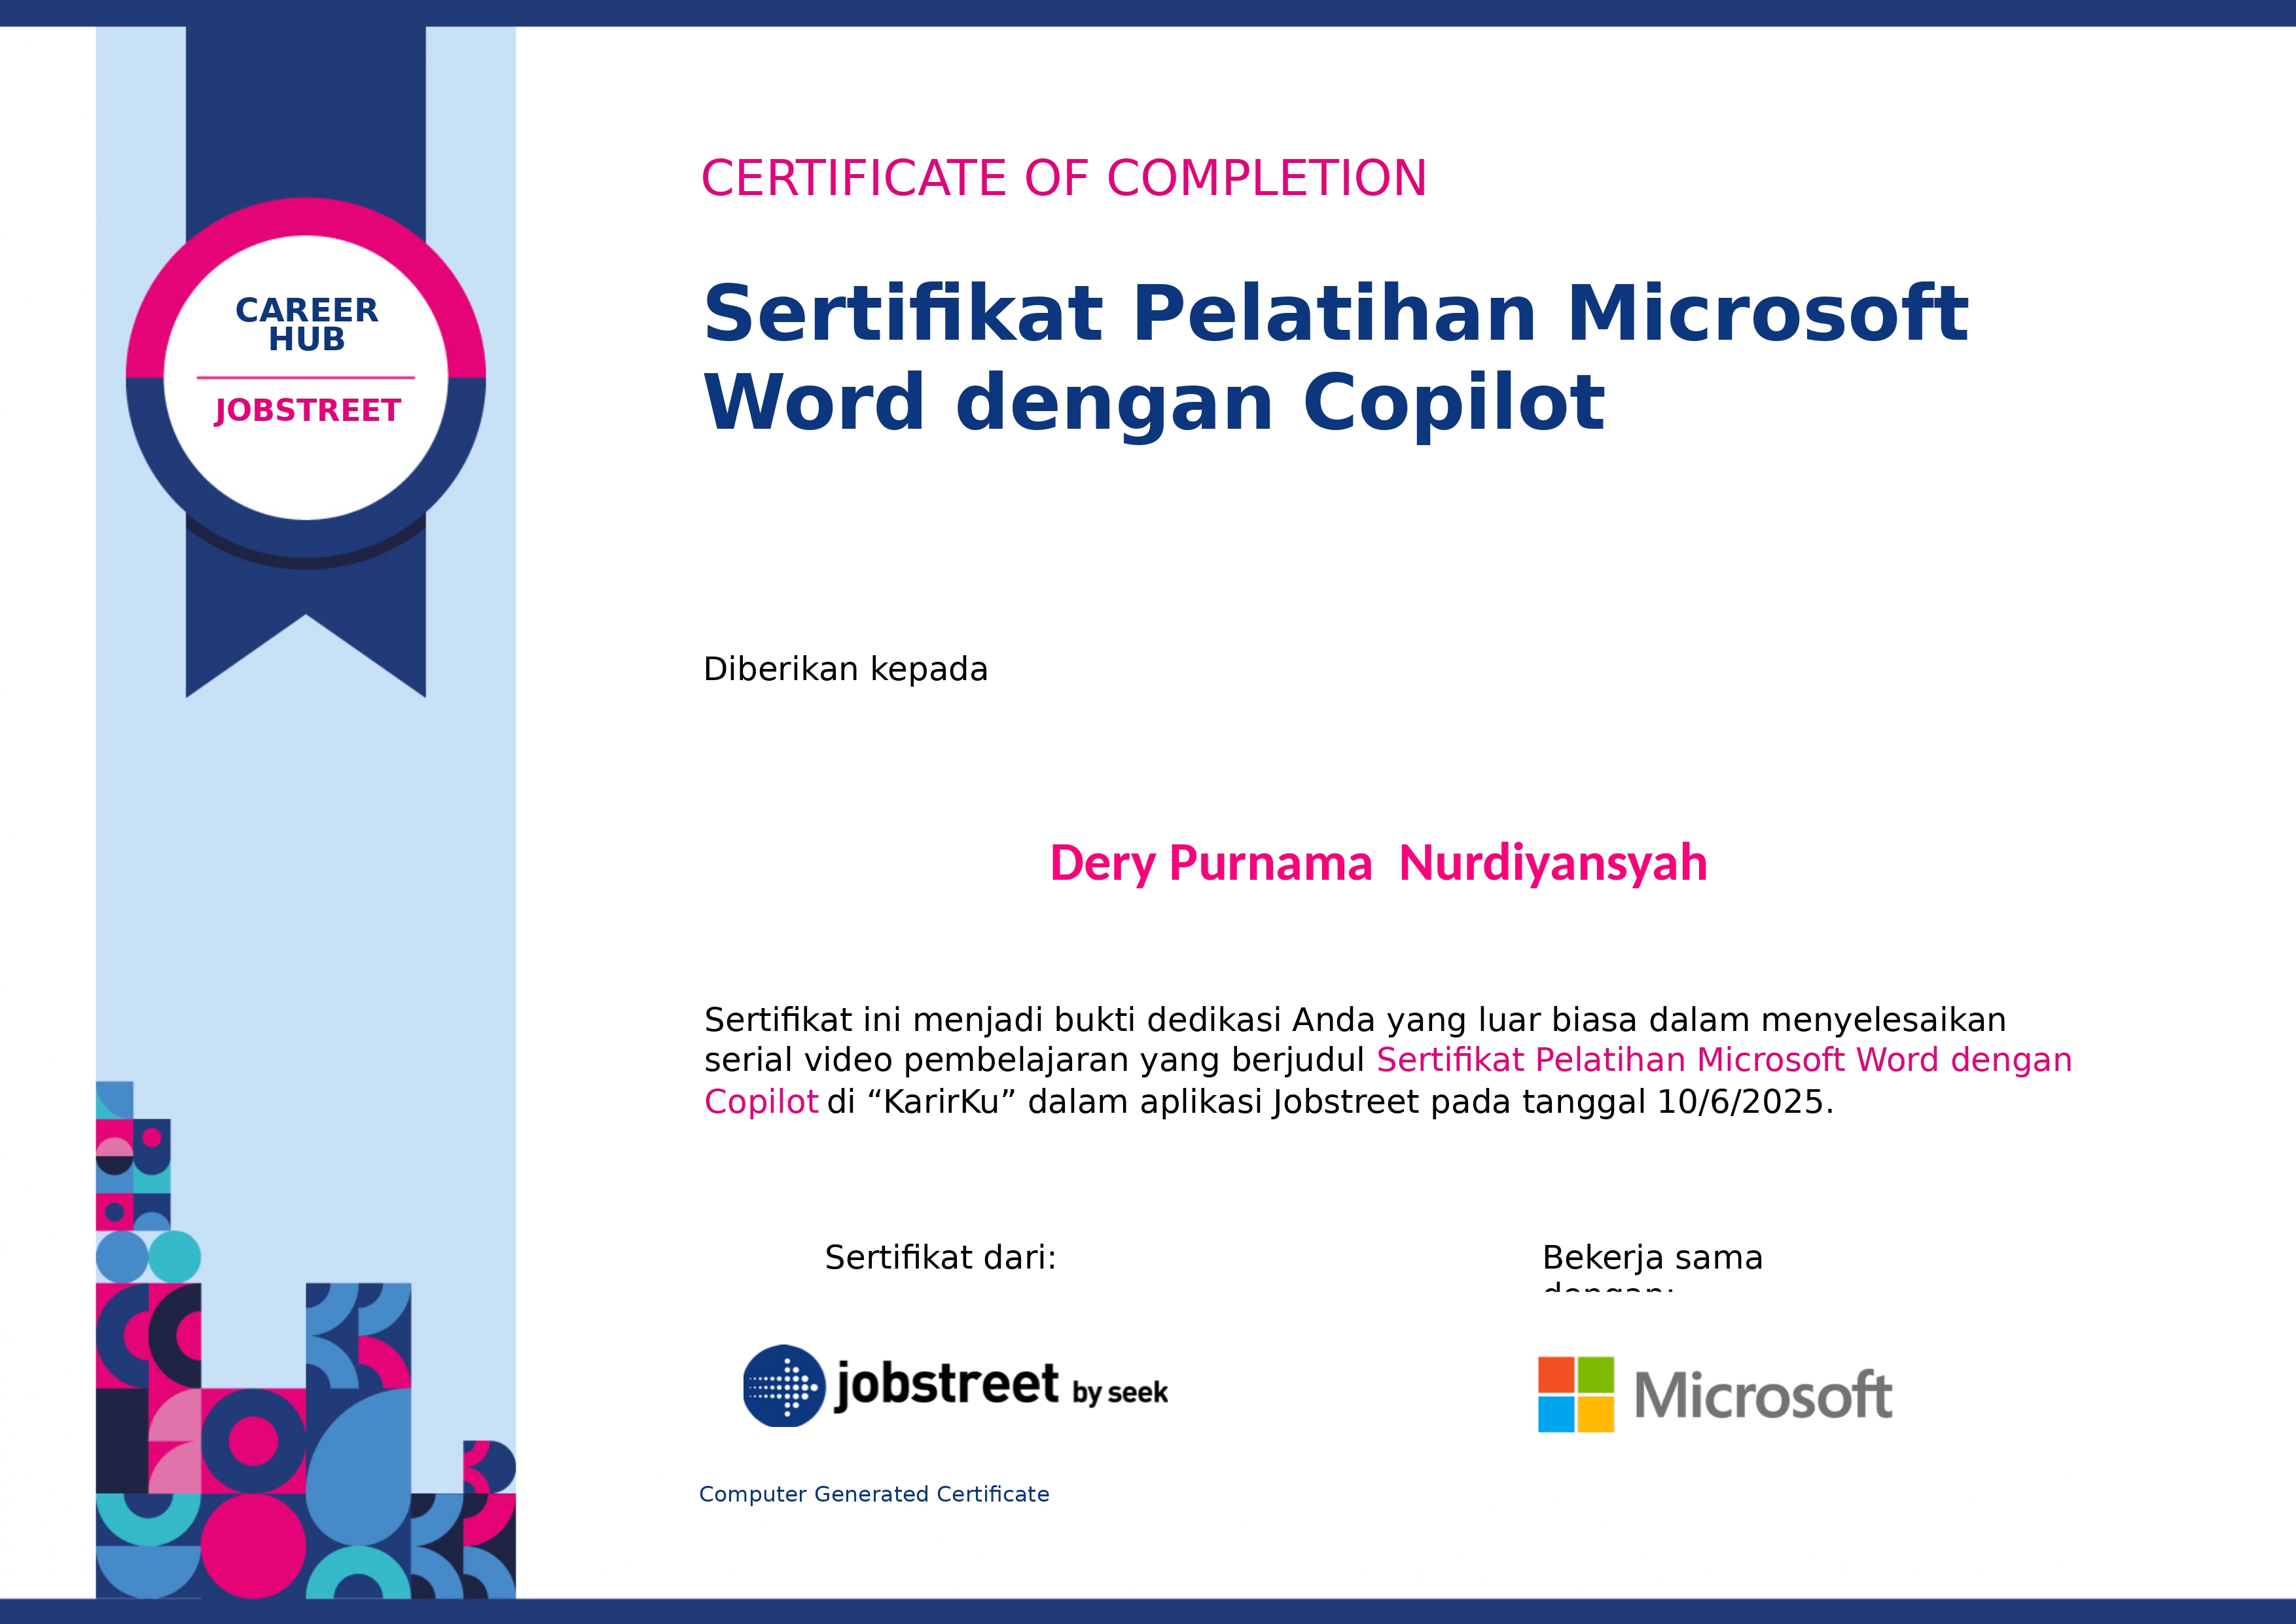 CAREER
HUB
JOBSTREET
CERTIFICATE OF COMPLETION
Sertifikat Pelatihan Microsoft
Word dengan Copilot
Diberikan kepada
Dery Purnama  Nurdiyansyah
Sertifikat ini menjadi bukti dedikasi Anda yang luar biasa dalam menyelesaikan
serial video pembelajaran yang berjudul Sertifikat Pelatihan Microsoft Word dengan
Copilot di “KarirKu” dalam aplikasi Jobstreet pada tanggal 10/6/2025.
Sertifikat dari:
Bekerja sama
dengan:
jobstreet by seek
Microsoft
Computer Generated Certificate